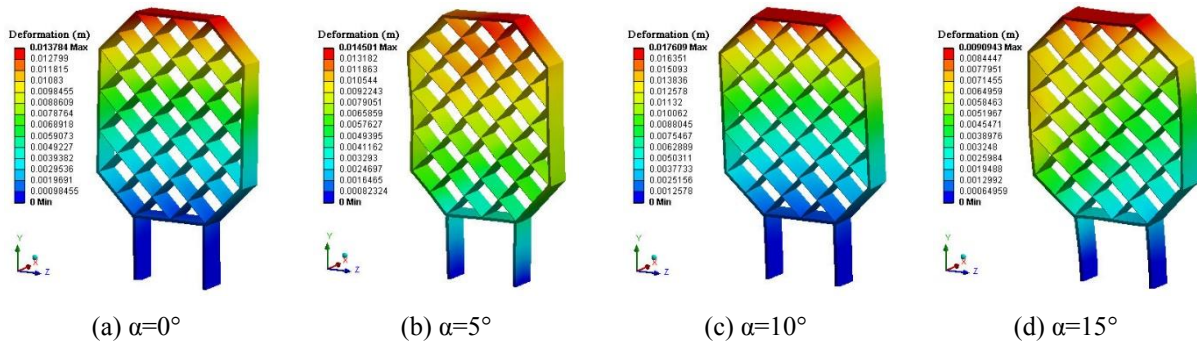 Deformation (m)
0.013784 Max
0.012799
0.011815
0.01083
0.0098455
0.0088609
0.0078764
0.0068918
0.0059073
0.0049227
0.0039382
0.0029536
0.0019691
0.00098455
0 Min
Y
X
Z
(a) α=0°
Deformation (m)
0.014501 Max
0.013182
0.011863
0.010544
0.0092243
0.0079051
0.0065859
0.0057627
0.0049395
0.0041162
0.003293
0.0024697
0.0016465
0.00082324
0 Min
Y
X
Z
(b) α=5°
Deformation (m)
0.017609 Max
0.016351
0.015093
0.013836
0.012578
0.01132
0.010062
0.0088045
0.0075467
0.0062889
0.0050311
0.0037733
0.0025156
0.0012578
0 Min
Y
X
Z
(c) α=10°
Deformation (m)
0.0090943 Max
0.0084447
0.0077951
0.0071455
0.0064959
0.0058463
0.0051967
0.0045471
0.0038976
0.003248
0.0025984
0.0019488
0.0012992
0.00064959
0 Min
Y
X
Z
(d) α=15°